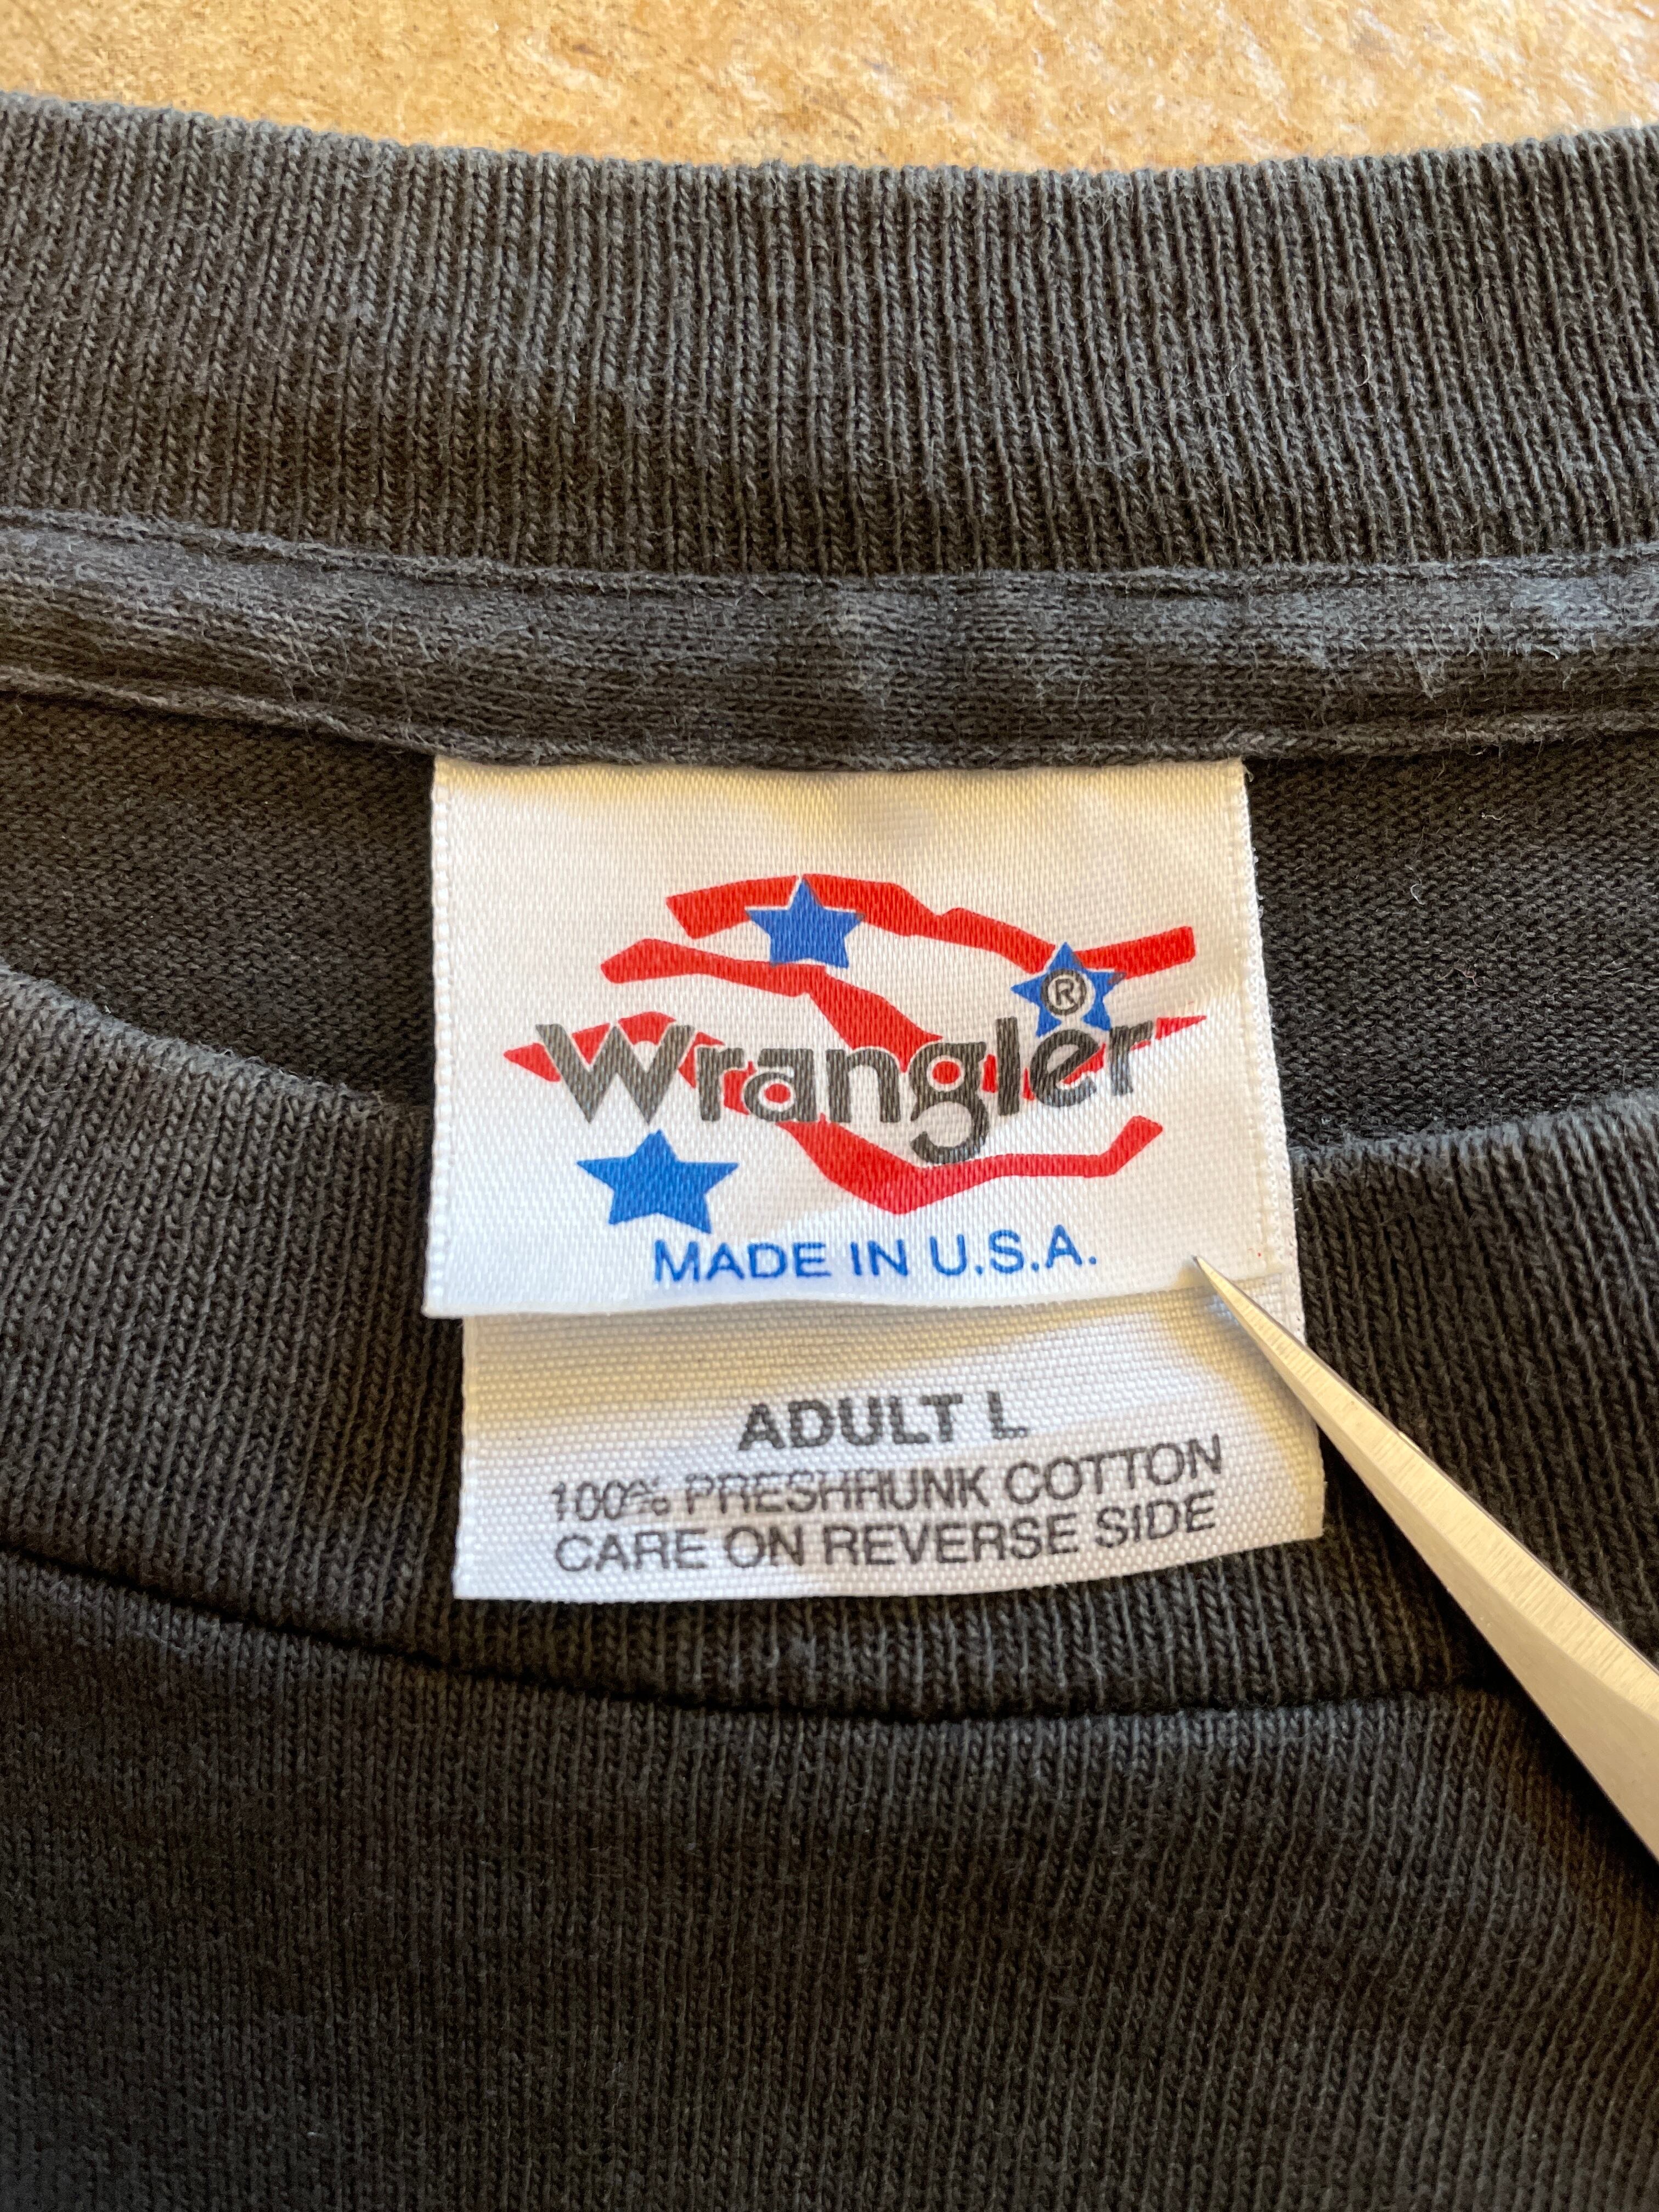 Wrangler®
MADE IN U.S.A.
ADULT L
100% PRESHRUNK COTTON
CARE ON REVERSE SIDE